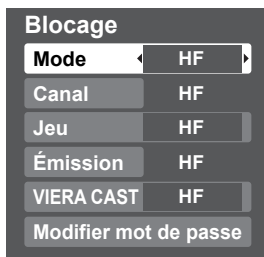 Blocage
Mode HF
Canal HF
Jeu HF
Émission HF
VIERA CAST HF
Modifier mot de passe